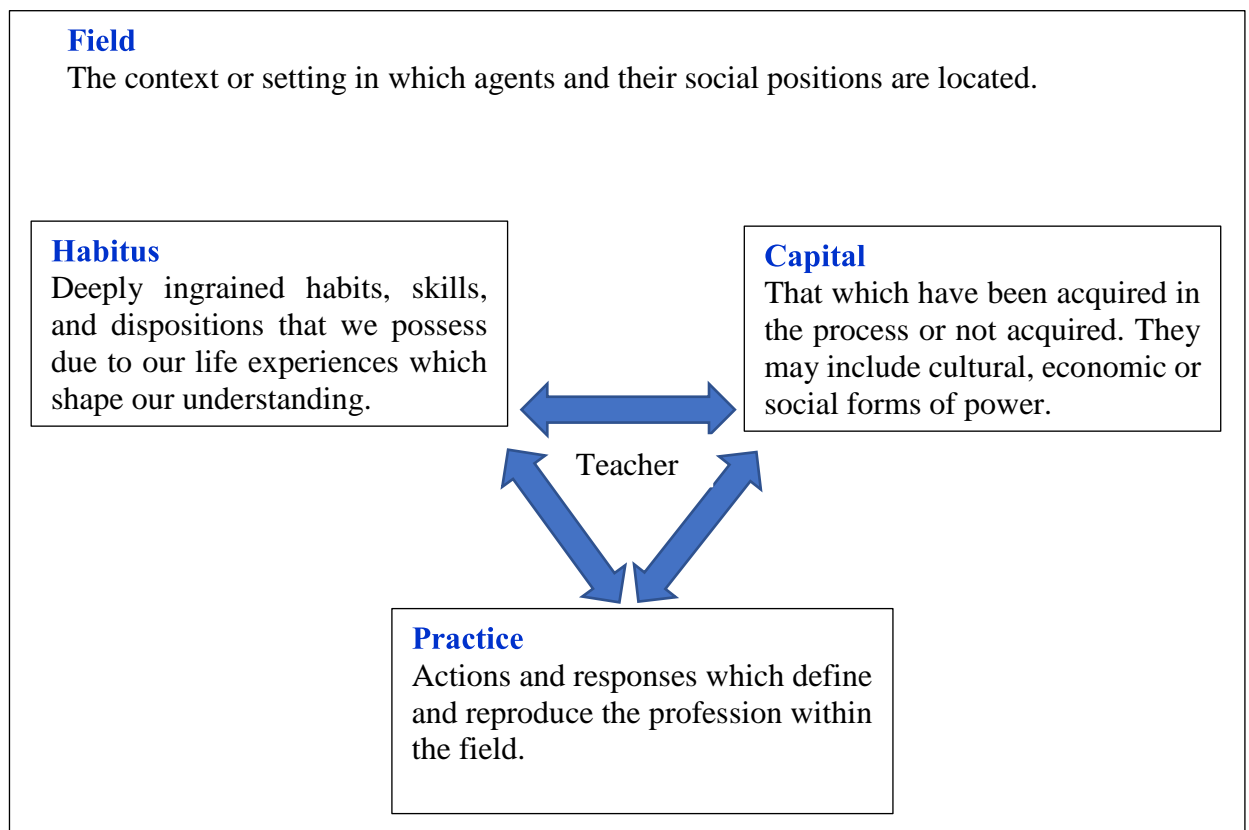 Field
The context or setting in which agents and their social positions are located.
Habitus
Deeply ingrained habits, skills,
and dispositions that we possess
due to our life experiences which
shape our understanding.
Capital
That which have been acquired in
the process or not acquired. They
may include cultural, economic or
social forms of power.
Teacher
Practice
Actions and responses which define
and reproduce the profession within
the field.